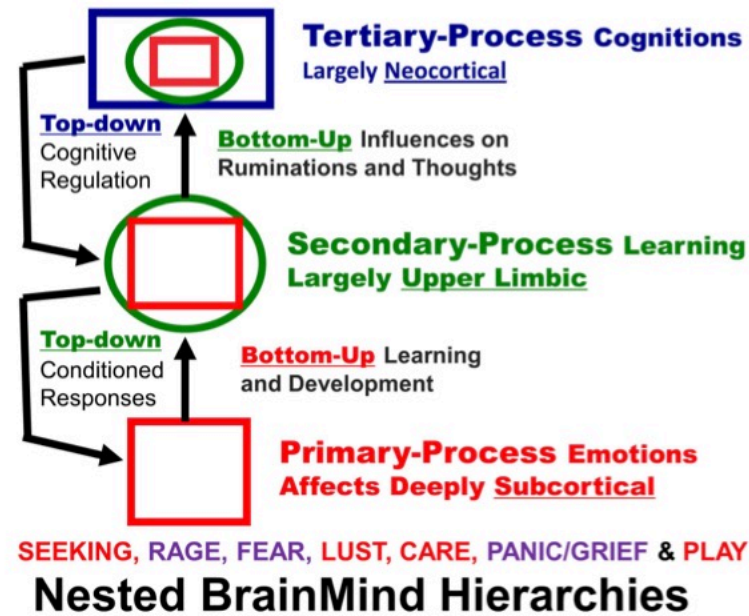 Tertiary-Process Cognitions
Largely Neocortical
Top-down
Cognitive
Regulation
Bottom-Up Influences on
Ruminations and Thoughts
Secondary-Process Learning
Largely Upper Limbic
Top-down
Conditioned
Responses
Bottom-Up Learning
and Development
Primary-Process Emotions
Affects Deeply Subcortical
SEEKING, RAGE, FEAR, LUST, CARE, PANIC/GRIEF & PLAY
Nested BrainMind Hierarchies